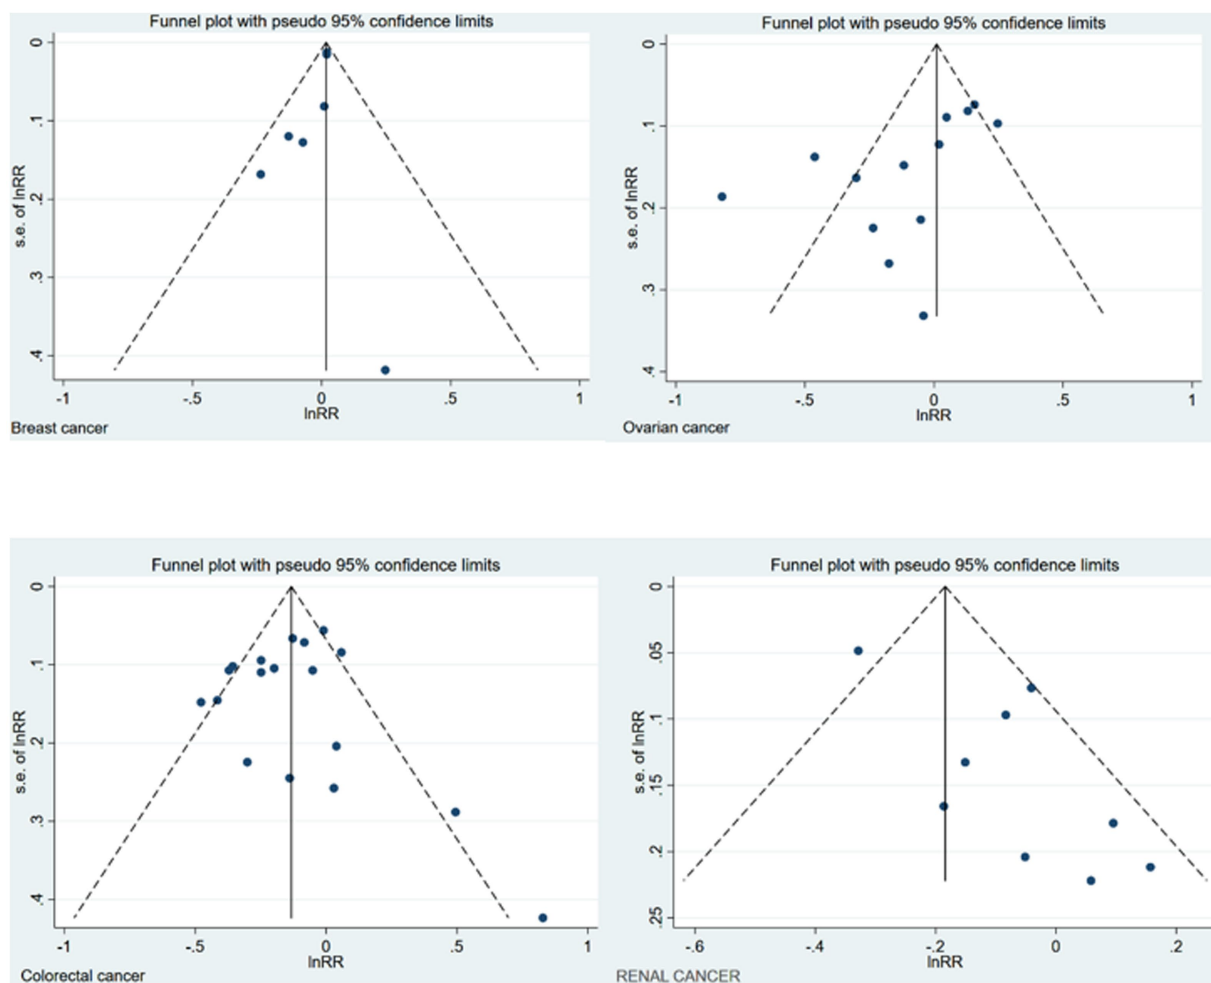 Funnel plot with pseudo 95% confidence limits
0
.1
.2
.3
.4
s.e. of lnRR
-1
-.5
0
.5
1
lnRR
Breast cancer
Funnel plot with pseudo 95% confidence limits
0
.1
.2
.3
.4
s.e. of lnRR
-1
-.5
0
.5
1
lnRR
Ovarian cancer
Funnel plot with pseudo 95% confidence limits
0
.1
.2
.3
.4
s.e. of lnRR
-1
-.5
0
.5
1
lnRR
Colorectal cancer
Funnel plot with pseudo 95% confidence limits
0
.05
.1
.15
.2
.25
s.e. of lnRR
-.6
-.4
-.2
0
.2
lnRR
RENAL CANCER